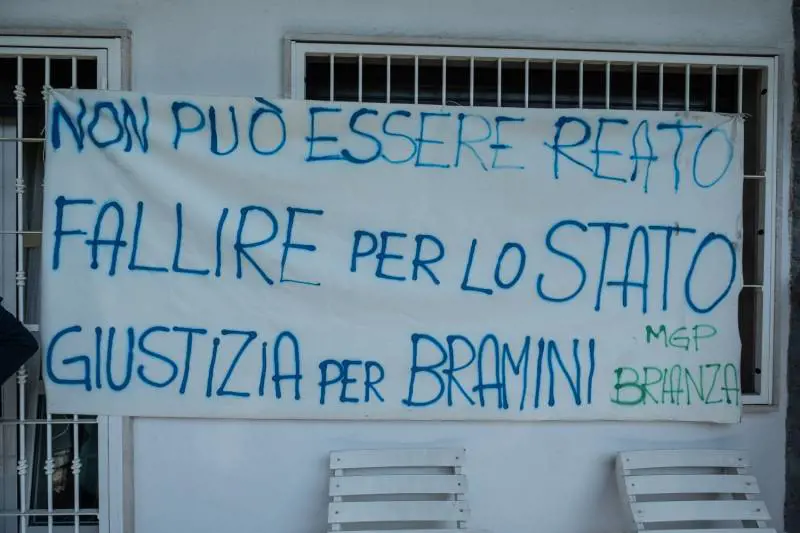 NON PUÒ ESSERE REATO
FALLIRE PER LO STATO
GIUSTIZIA PER BRAMINI
MGP
BRIANZA